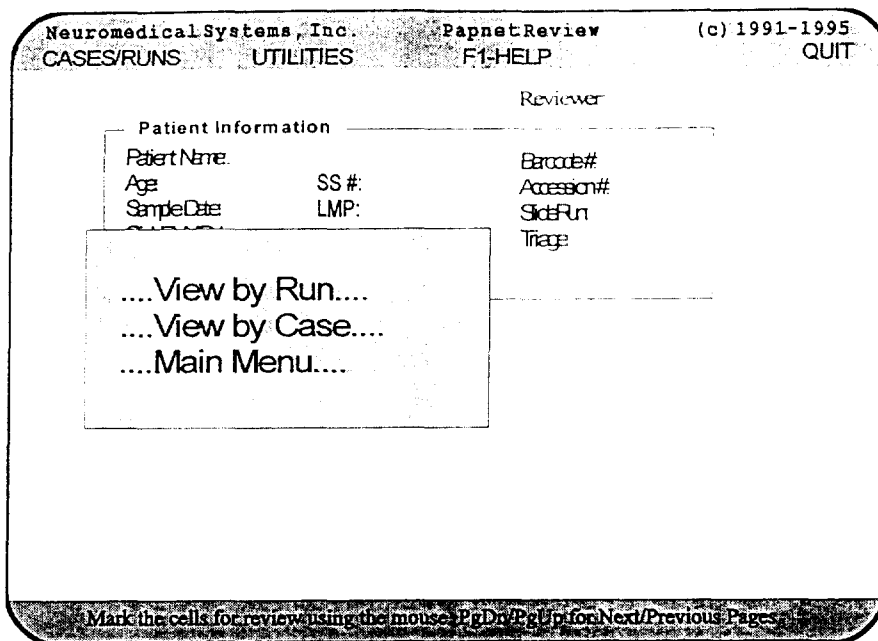 Neuromedical Systems, Inc. Papnet Review (c) 1991-1995
CASES/RUNS UTILITIES F1-HELP QUIT
Reviewer
Patient Information
Patient Name:
Barcode#:
Age: SS #:
Accession#:
Sample Date: LMP:
Slide Run:
Triage:
....View by Run....
....View by Case....
....Main Menu....
Mark the cells for review using the mouse. PgDn/PgUp for Next/Previous Pages